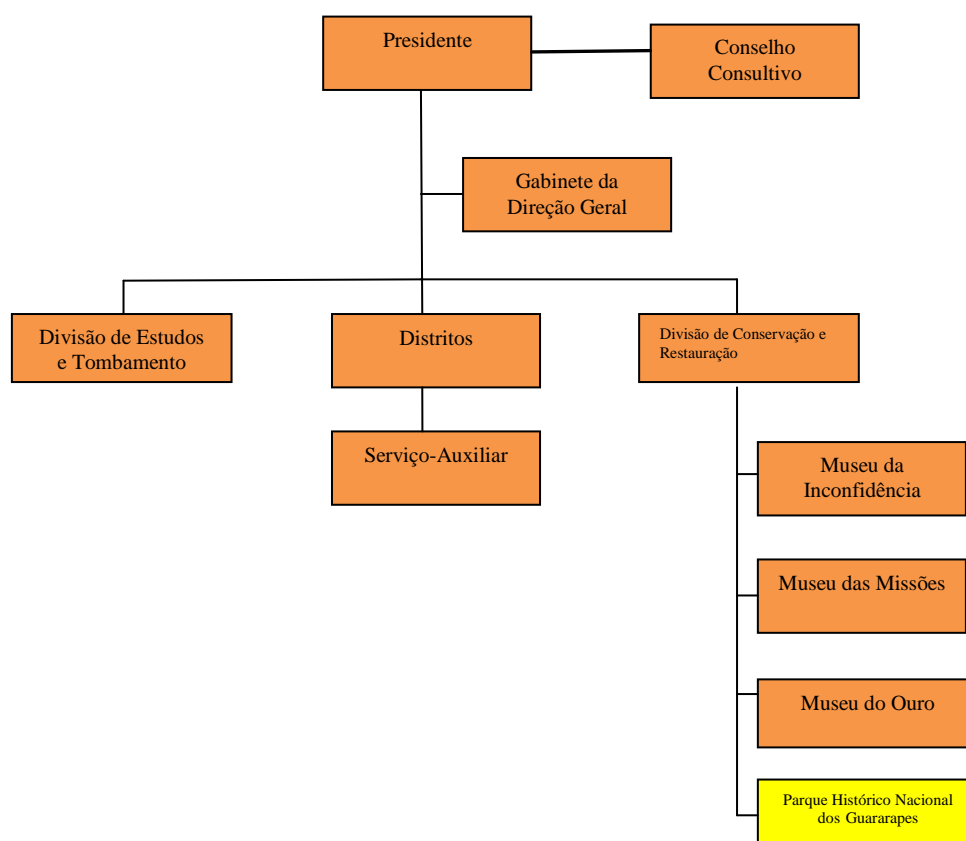 Presidente
Conselho
Consultivo
Gabinete da
Direção Geral
Divisão de Estudos
e Tombamento
Distritos
Divisão de Conservação e
Restauração
Serviço-Auxiliar
Museu da
Inconfidência
Museu das Missões
Museu do Ouro
Parque Histórico Nacional
dos Guararapes